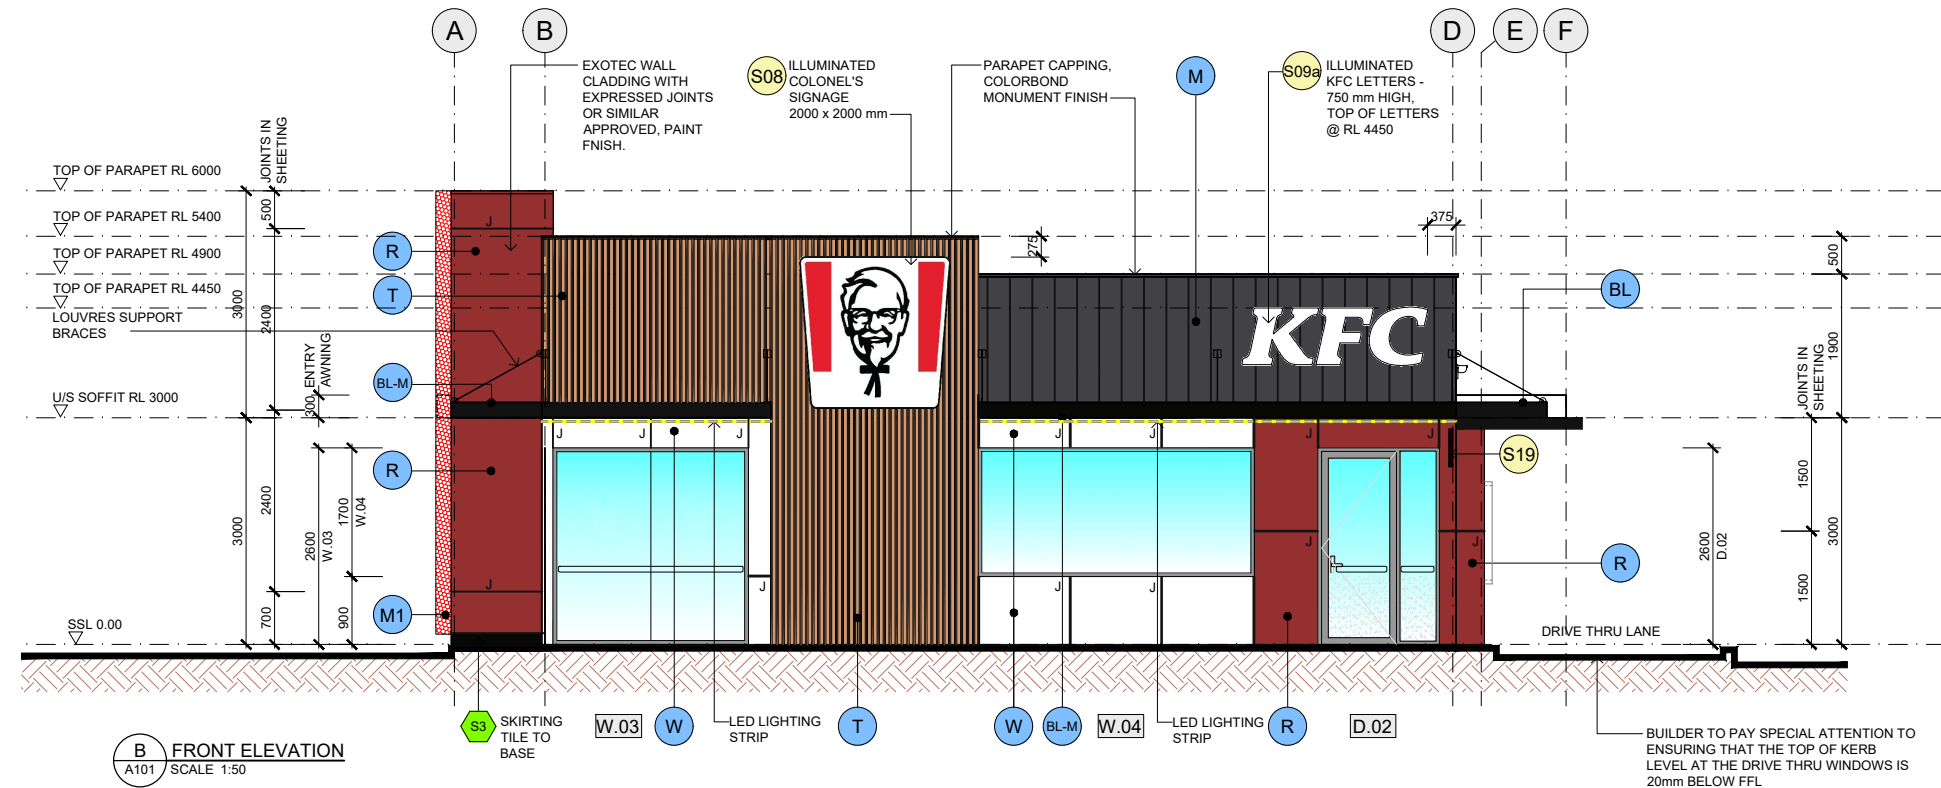 A
B
D
E
F
EXOTEC WALL
CLADDING WITH
EXPRESSED JOINTS
OR SIMILAR
APPROVED, PAINT
FNISH.
S08
ILLUMINATED
COLONEL'S
SIGNAGE
2000 x 2000 mm
PARAPET CAPPING,
COLORBOND
MONUMENT FINISH
M
S09a
ILLUMINATED
KFC LETTERS -
750 mm HIGH,
TOP OF LETTERS
@ RL 4450
JOINTS IN
SHEETING
TOP OF PARAPET RL 6000
TOP OF PARAPET RL 5400
TOP OF PARAPET RL 4900
TOP OF PARAPET RL 4450
LOUVRES SUPPORT
BRACES
U/S SOFFIT RL 3000
SSL 0.00
3000
500
2400
300
ENTRY
AWNING
3000
2400
700
2600
W.03
1700
W.04
900
R
T
BL-M
R
M1
J
J
J
J
J
J
275
KFC
375
J
J
J
J
J
J
J
BL
S19
R
500
1900
JOINTS IN
SHEETING
1500
3000
1500
2600
D.02
DRIVE THRU LANE
S3
SKIRTING
TILE TO
BASE
W.03
W
LED LIGHTING
STRIP
T
W
BL-M
W.04
LED LIGHTING
STRIP
R
D.02
BUILDER TO PAY SPECIAL ATTENTION TO
ENSURING THAT THE TOP OF KERB
LEVEL AT THE DRIVE THRU WINDOWS IS
20mm BELOW FFL
B
A101
FRONT ELEVATION
SCALE 1:50